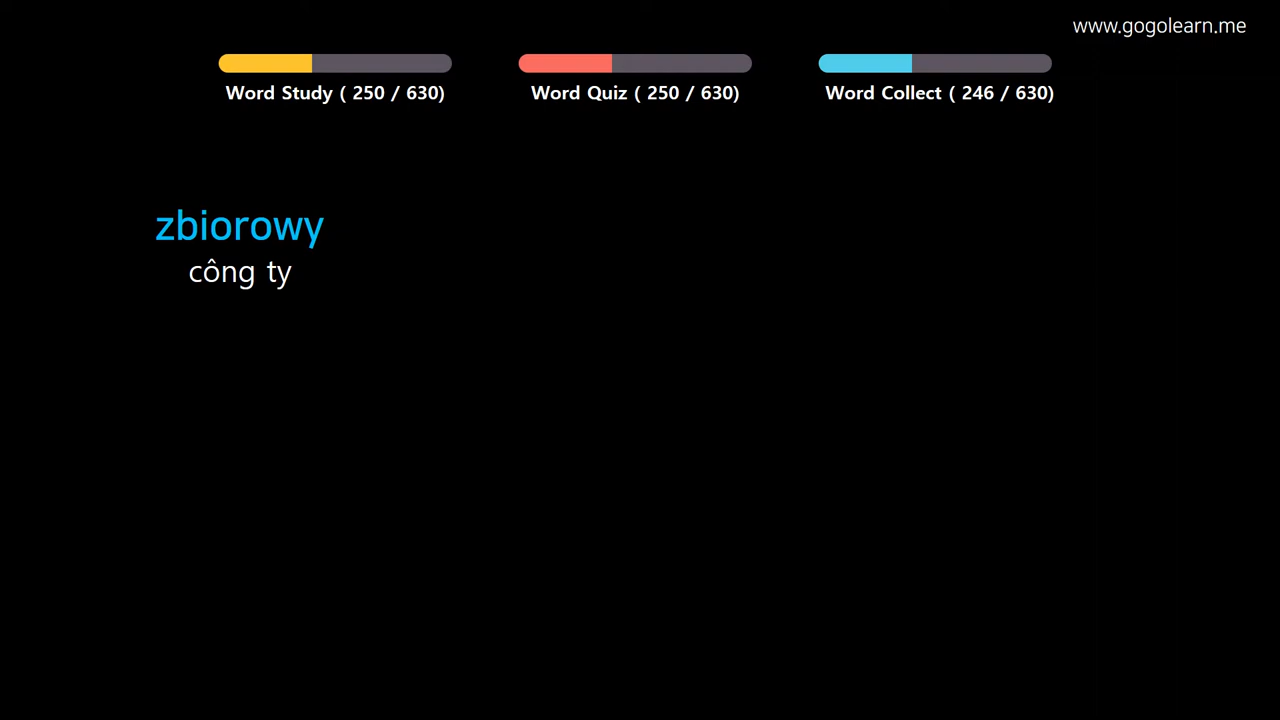 www.gogolearn.me
Word Study ( 250 / 630)
Word Quiz ( 250 / 630)
Word Collect ( 246 / 630)
zbiorowy
công ty